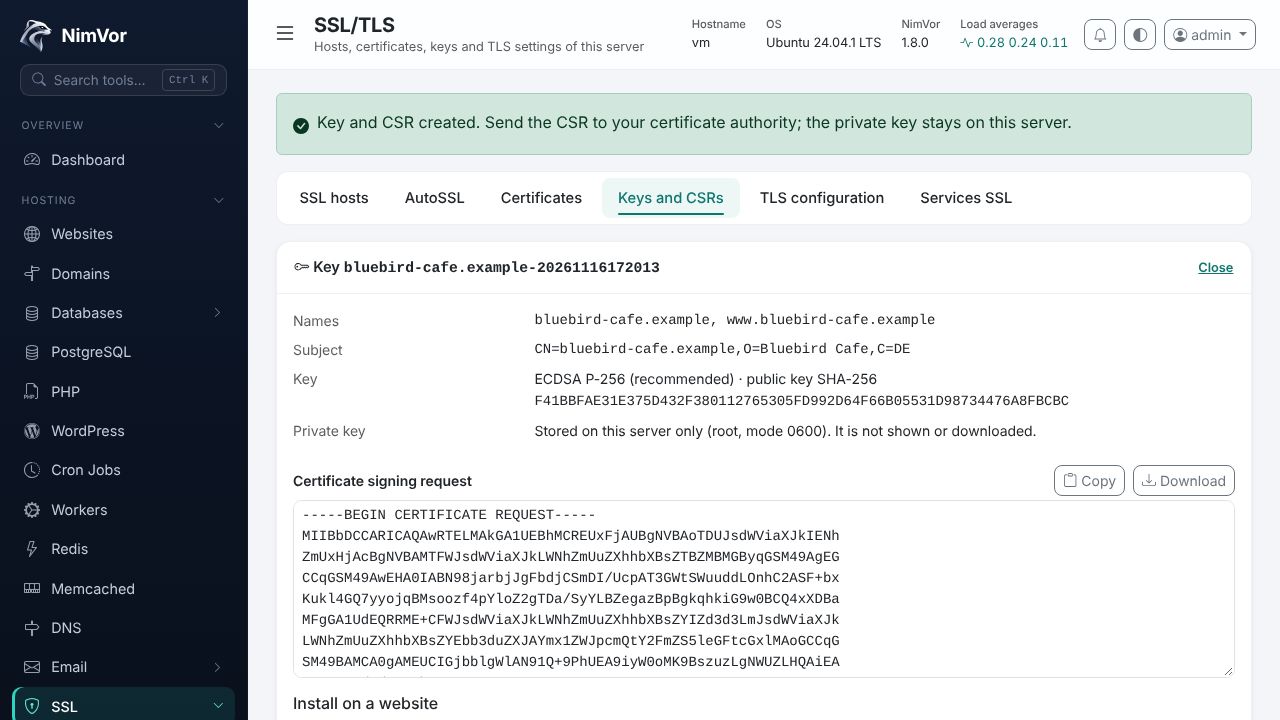 NimVor
Search tools... Ctrl K
OVERVIEW
Dashboard
HOSTING
Websites
Domains
Databases
PostgreSQL
PHP
WordPress
Cron Jobs
Workers
Redis
Memcached
DNS
Email
SSL
SSL/TLS
Hosts, certificates, keys and TLS settings of this server
Hostname
vm
OS
Ubuntu 24.04.1 LTS
NimVor
1.8.0
Load averages
0.28 0.24 0.11
admin
Key and CSR created. Send the CSR to your certificate authority; the private key stays on this server.
SSL hosts AutoSSL Certificates Keys and CSRs TLS configuration Services SSL
Key bluebird-cafe.example-20261116172013 Close
Names bluebird-cafe.example, www.bluebird-cafe.example
Subject CN=bluebird-cafe.example,O=Bluebird Cafe,C=DE
Key ECDSA P-256 (recommended) · public key SHA-256
F41BBFAE31E375D432F380112765305FD992D64F66B05531D98734476A8FBCBC
Private key Stored on this server only (root, mode 0600). It is not shown or downloaded.
Certificate signing request Copy Download
-----BEGIN CERTIFICATE REQUEST-----
MIIBbDCCARICAQAwRTELMAkGA1UEBhMCREUxFjAUBgNVBAoTDUJsdWViaXJkIENh
ZmUxHjAcBgNVBAMTFWJsdWViaXJkLWNhZmUuZXhhbXBsZTBZMBMGByqGSM49AgEG
CCqGSM49AwEHA0IABN98jarbjJgFbdjCSmDI/UcpAT3GWtSWuuddLOnhC2ASF+bx
Kukl4GQ7yyojqBMsoozf4pYloZ2gTDa/SyYLBZegazBpBgkqhkiG9w0BCQ4xXDBa
MFgGA1UdEQRRME+CFWJsdWViaXJkLWNhZmUuZXhhbXBsZYIZd3d3LmJsdWViaXJk
LWNhZmUuZXhhbXBsZYEbb3duZXJAYmx1ZWJpcmQtY2FmZS5leGFtcGxlMAoGCCqG
SM49BAMCA0gAMEUCIGjbblgWlAN91Q+9PhUEA9iyW0oMK9BszuzLgNWUZLHQAiEA
Install on a website